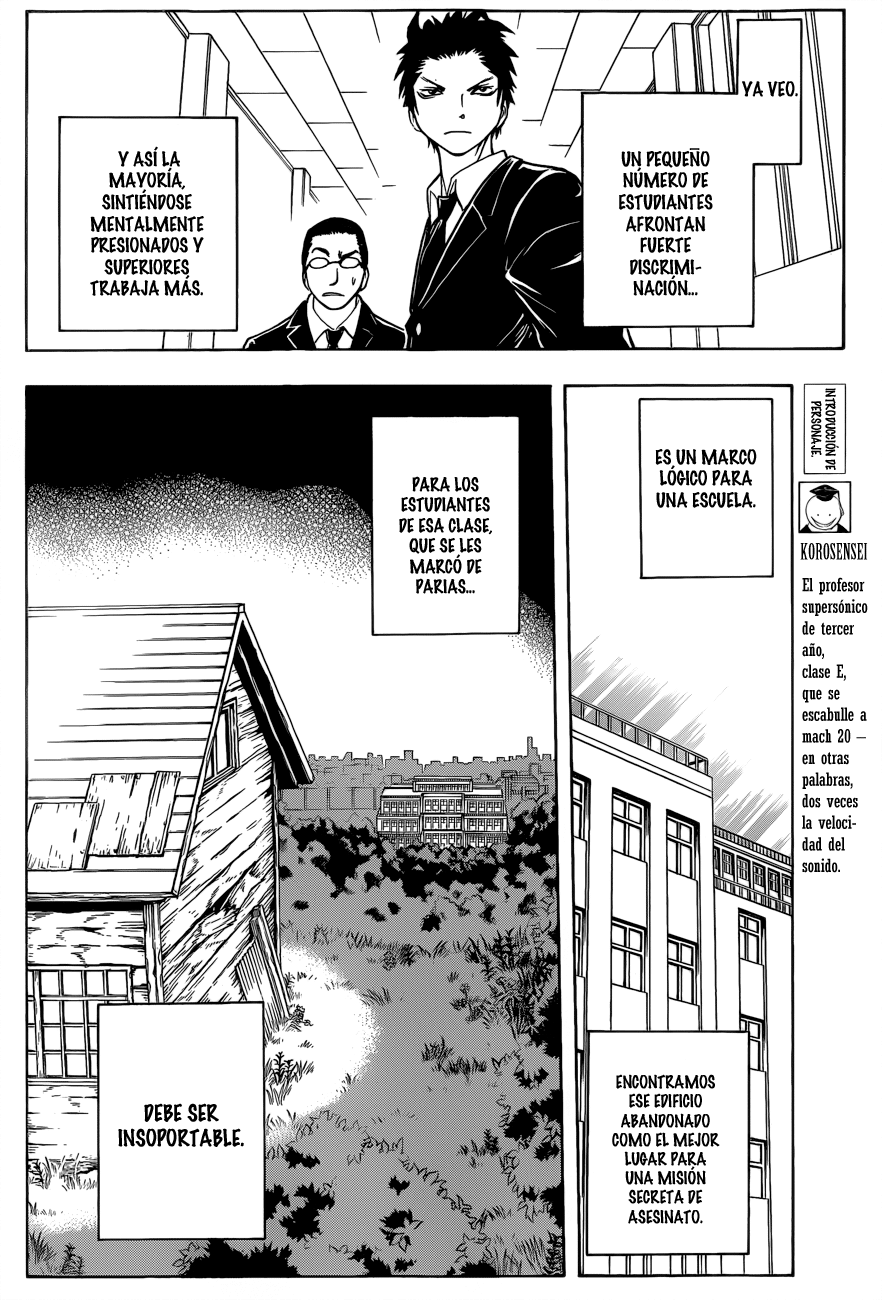 YA VEO.
UN PEQUEÑO
NÚMERO DE
ESTUDIANTES
AFRONTAN
FUERTE
DISCRIMI-
NACIÓN...
Y ASÍ LA
MAYORÍA,
SINTIÉNDOSE
MENTALMENTE
PRESIONADOS Y
SUPERIORES
TRABAJA MÁS.
ES UN MARCO
LÓGICO PARA
UNA ESCUELA.
ENCONTRAMOS
ESE EDIFICIO
ABANDONADO
COMO EL MEJOR
LUGAR PARA
UNA MISIÓN
SECRETA DE
ASESINATO.
PARA LOS
ESTUDIANTES
DE ESA CLASE,
QUE SE LES
MARCÓ DE
PARIAS...
DEBE SER
INSOPORTABLE.
INTRODUCCIÓN DE
PERSONAJE.
KOROSENSEI
El profesor
supersónico
de tercer
año,
clase E,
que se
escabulle a
mach 20 –
en otras
palabras,
dos veces
la veloci-
dad del
sonido.